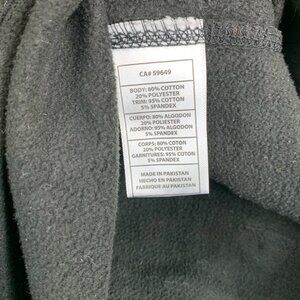 CA# 59649
BODY: 80% COTTON
20% POLYESTER
TRIM: 95% COTTON
5% SPANDEX
CUERPO: 80% ALGODON
20% POLIESTER
ADORNO: 95% ALGODON
5% SPANDEX
CORPS: 80% COTON
20% POLYESTER
GARNITURES: 95% COTON
5% SPANDEX
MADE IN PAKISTAN
HECHO EN PAKISTAN
FABRIQUE AU PAKISTAN